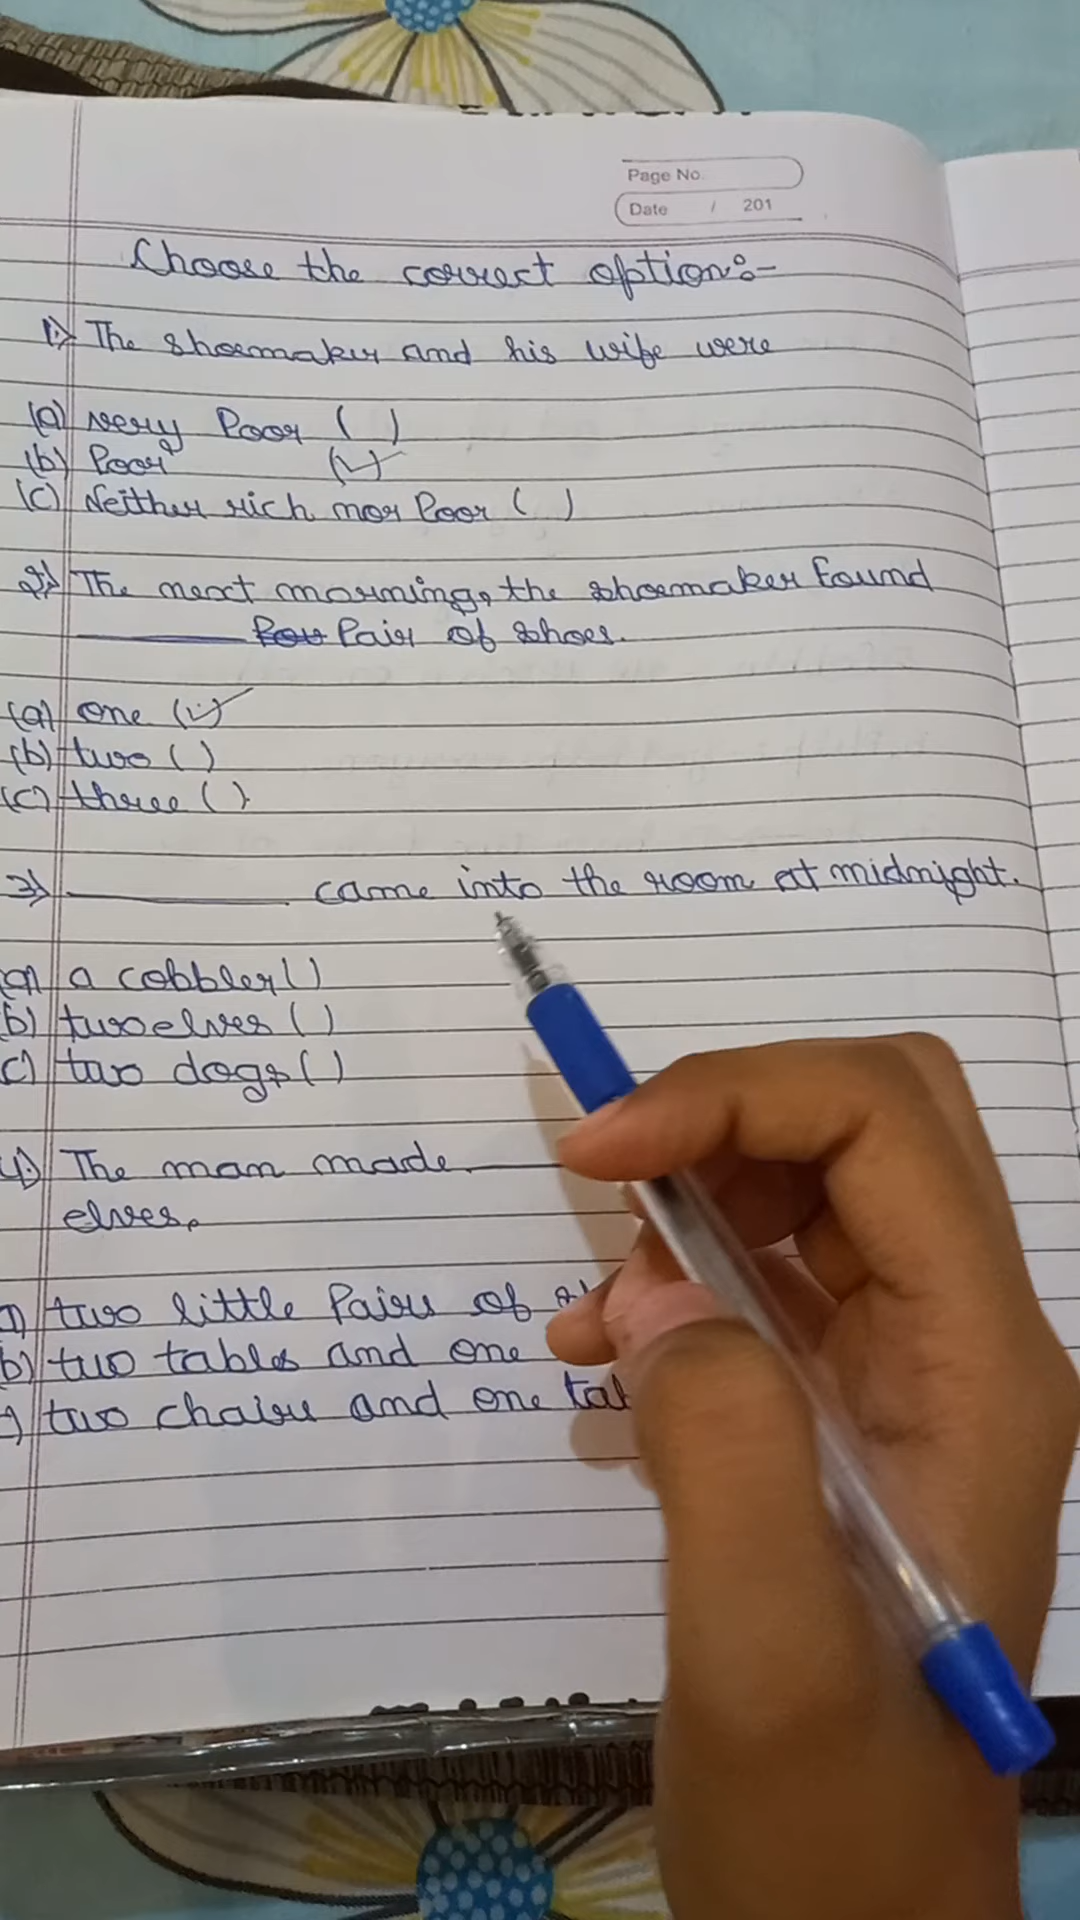 Page No.
Date / 201
Choose the correct option:-
1) The shoemaker and his wife were
(a) very Poor ( )
(b) Poor (✓)
(c) Neither rich nor Poor ( )
2) The next morning, the shoemaker found
Pair of shoes.
(a) one (✓)
(b) two ( )
(c) three ( ).
3) came into the room at midnight.
(a) a cobbler ( )
(b) two elves ( )
(c) two dogs ( )
4) The man made
elves.
two little Pairs of
b) two tables and one
two chairs and one